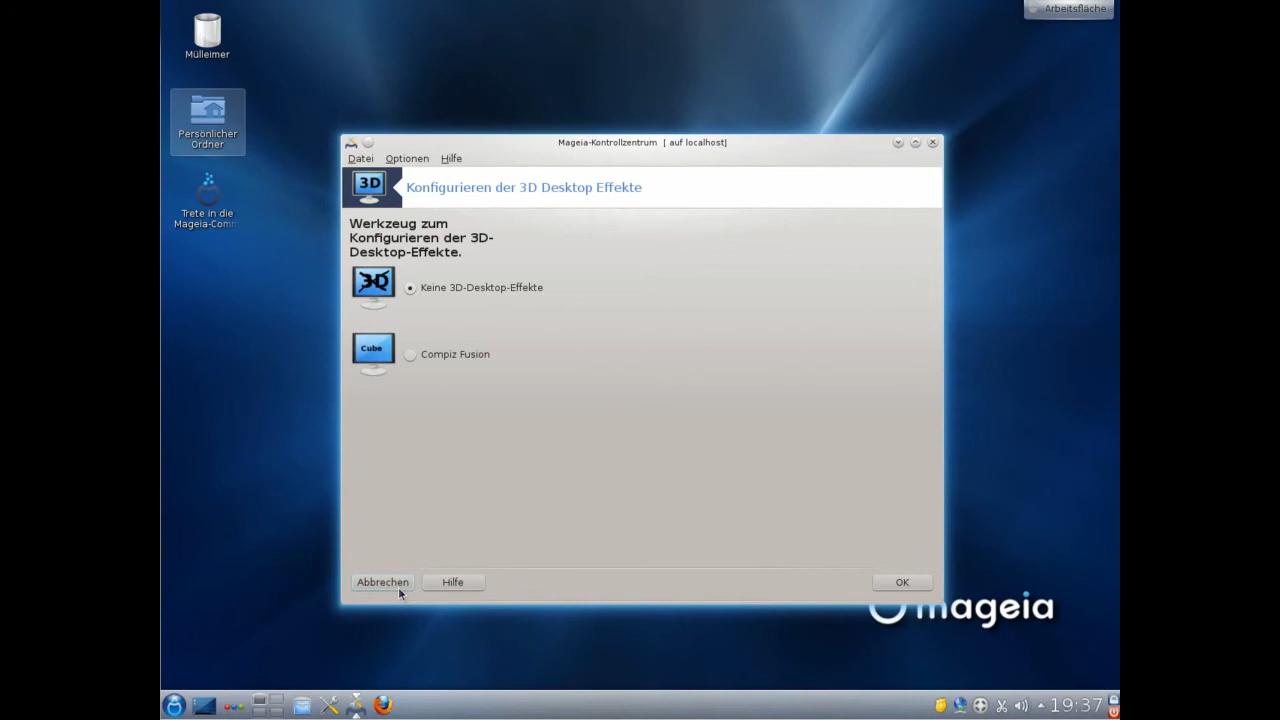 Arbeitsfläche
Mülleimer
Persönlicher
Ordner
Trete in die
Mageia-Comm
Mageia-Kontrollzentrum [ auf localhost]
Datei Optionen Hilfe
3D Konfigurieren der 3D Desktop Effekte
Werkzeug zum
Konfigurieren der 3D-
Desktop-Effekte.
3D Keine 3D-Desktop-Effekte
Cube Compiz Fusion
Abbrechen Hilfe OK
mageia
19:37